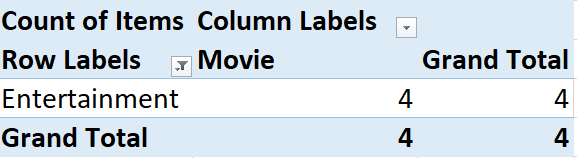 Count of Items Column Labels
Row Labels Movie Grand Total
Entertainment 4 4
Grand Total 4 4